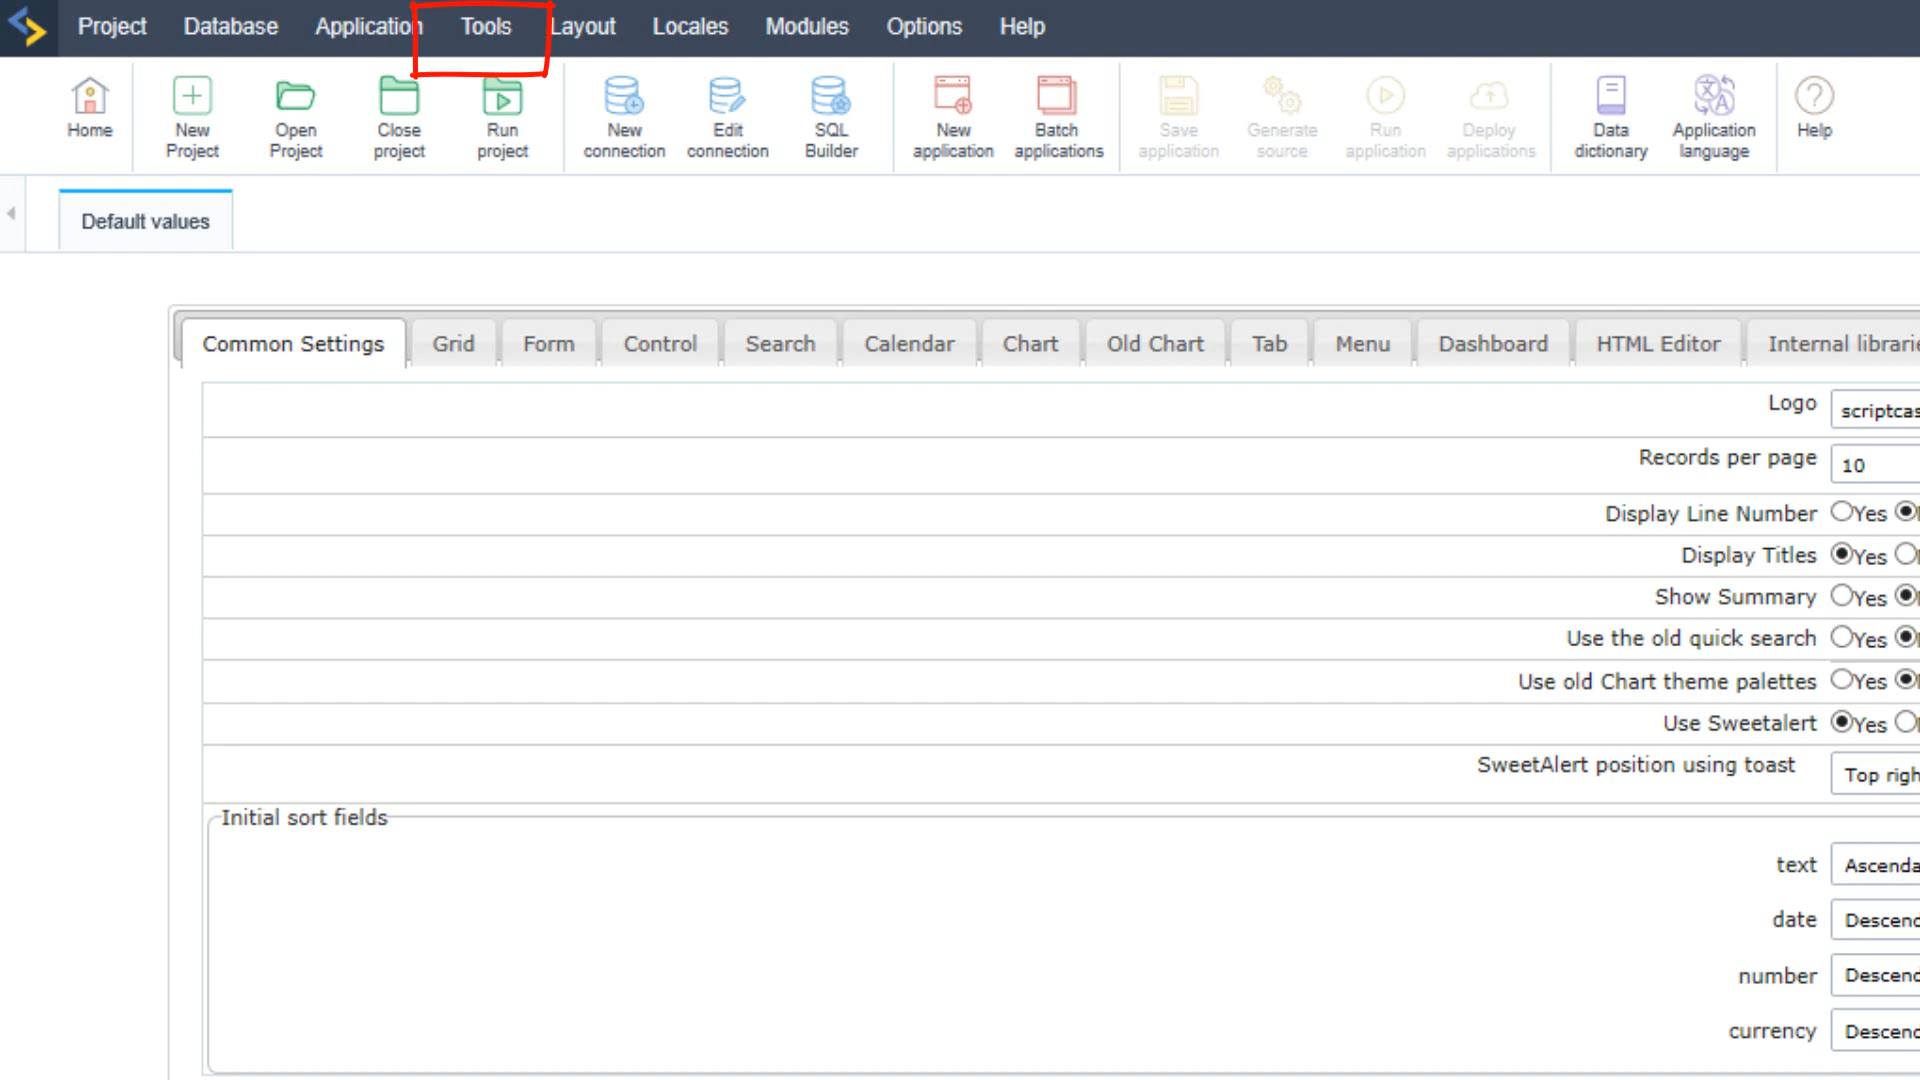 Project Database Application Tools Layout Locales Modules Options Help
Home
New Project
Open Project
Close project
Run project
New connection
Edit connection
SQL Builder
New application
Batch applications
Save application
Generate source
Run application
Deploy applications
Data dictionary
Application language
Help
Default values
Common Settings Grid Form Control Search Calendar Chart Old Chart Tab Menu Dashboard HTML Editor Internal
Logo
Records per page 10
Display Line Number Yes
Display Titles Yes
Show Summary Yes
Use the old quick search Yes
Use old Chart theme palettes Yes
Use Sweetalert Yes
SweetAlert position using toast Top
Initial sort fields
text
date
number
currency